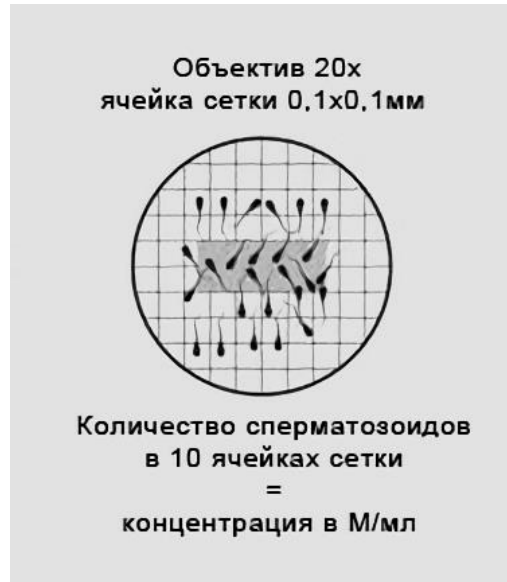 Объектив 20х
ячейка сетки 0,1х0,1мм
Количество сперматозоидов
в 10 ячейках сетки
=
концентрация в М/мл